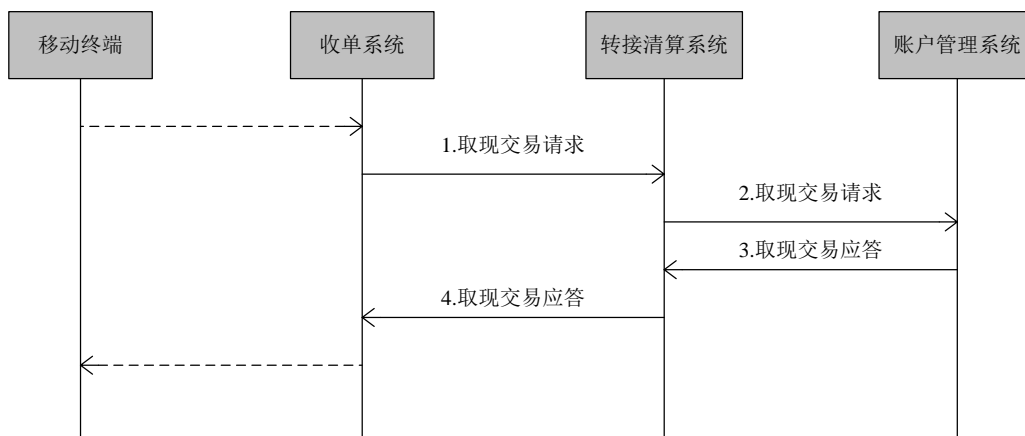 移动终端
收单系统
转接清算系统
账户管理系统
1.取现交易请求
2.取现交易请求
3.取现交易应答
4.取现交易应答